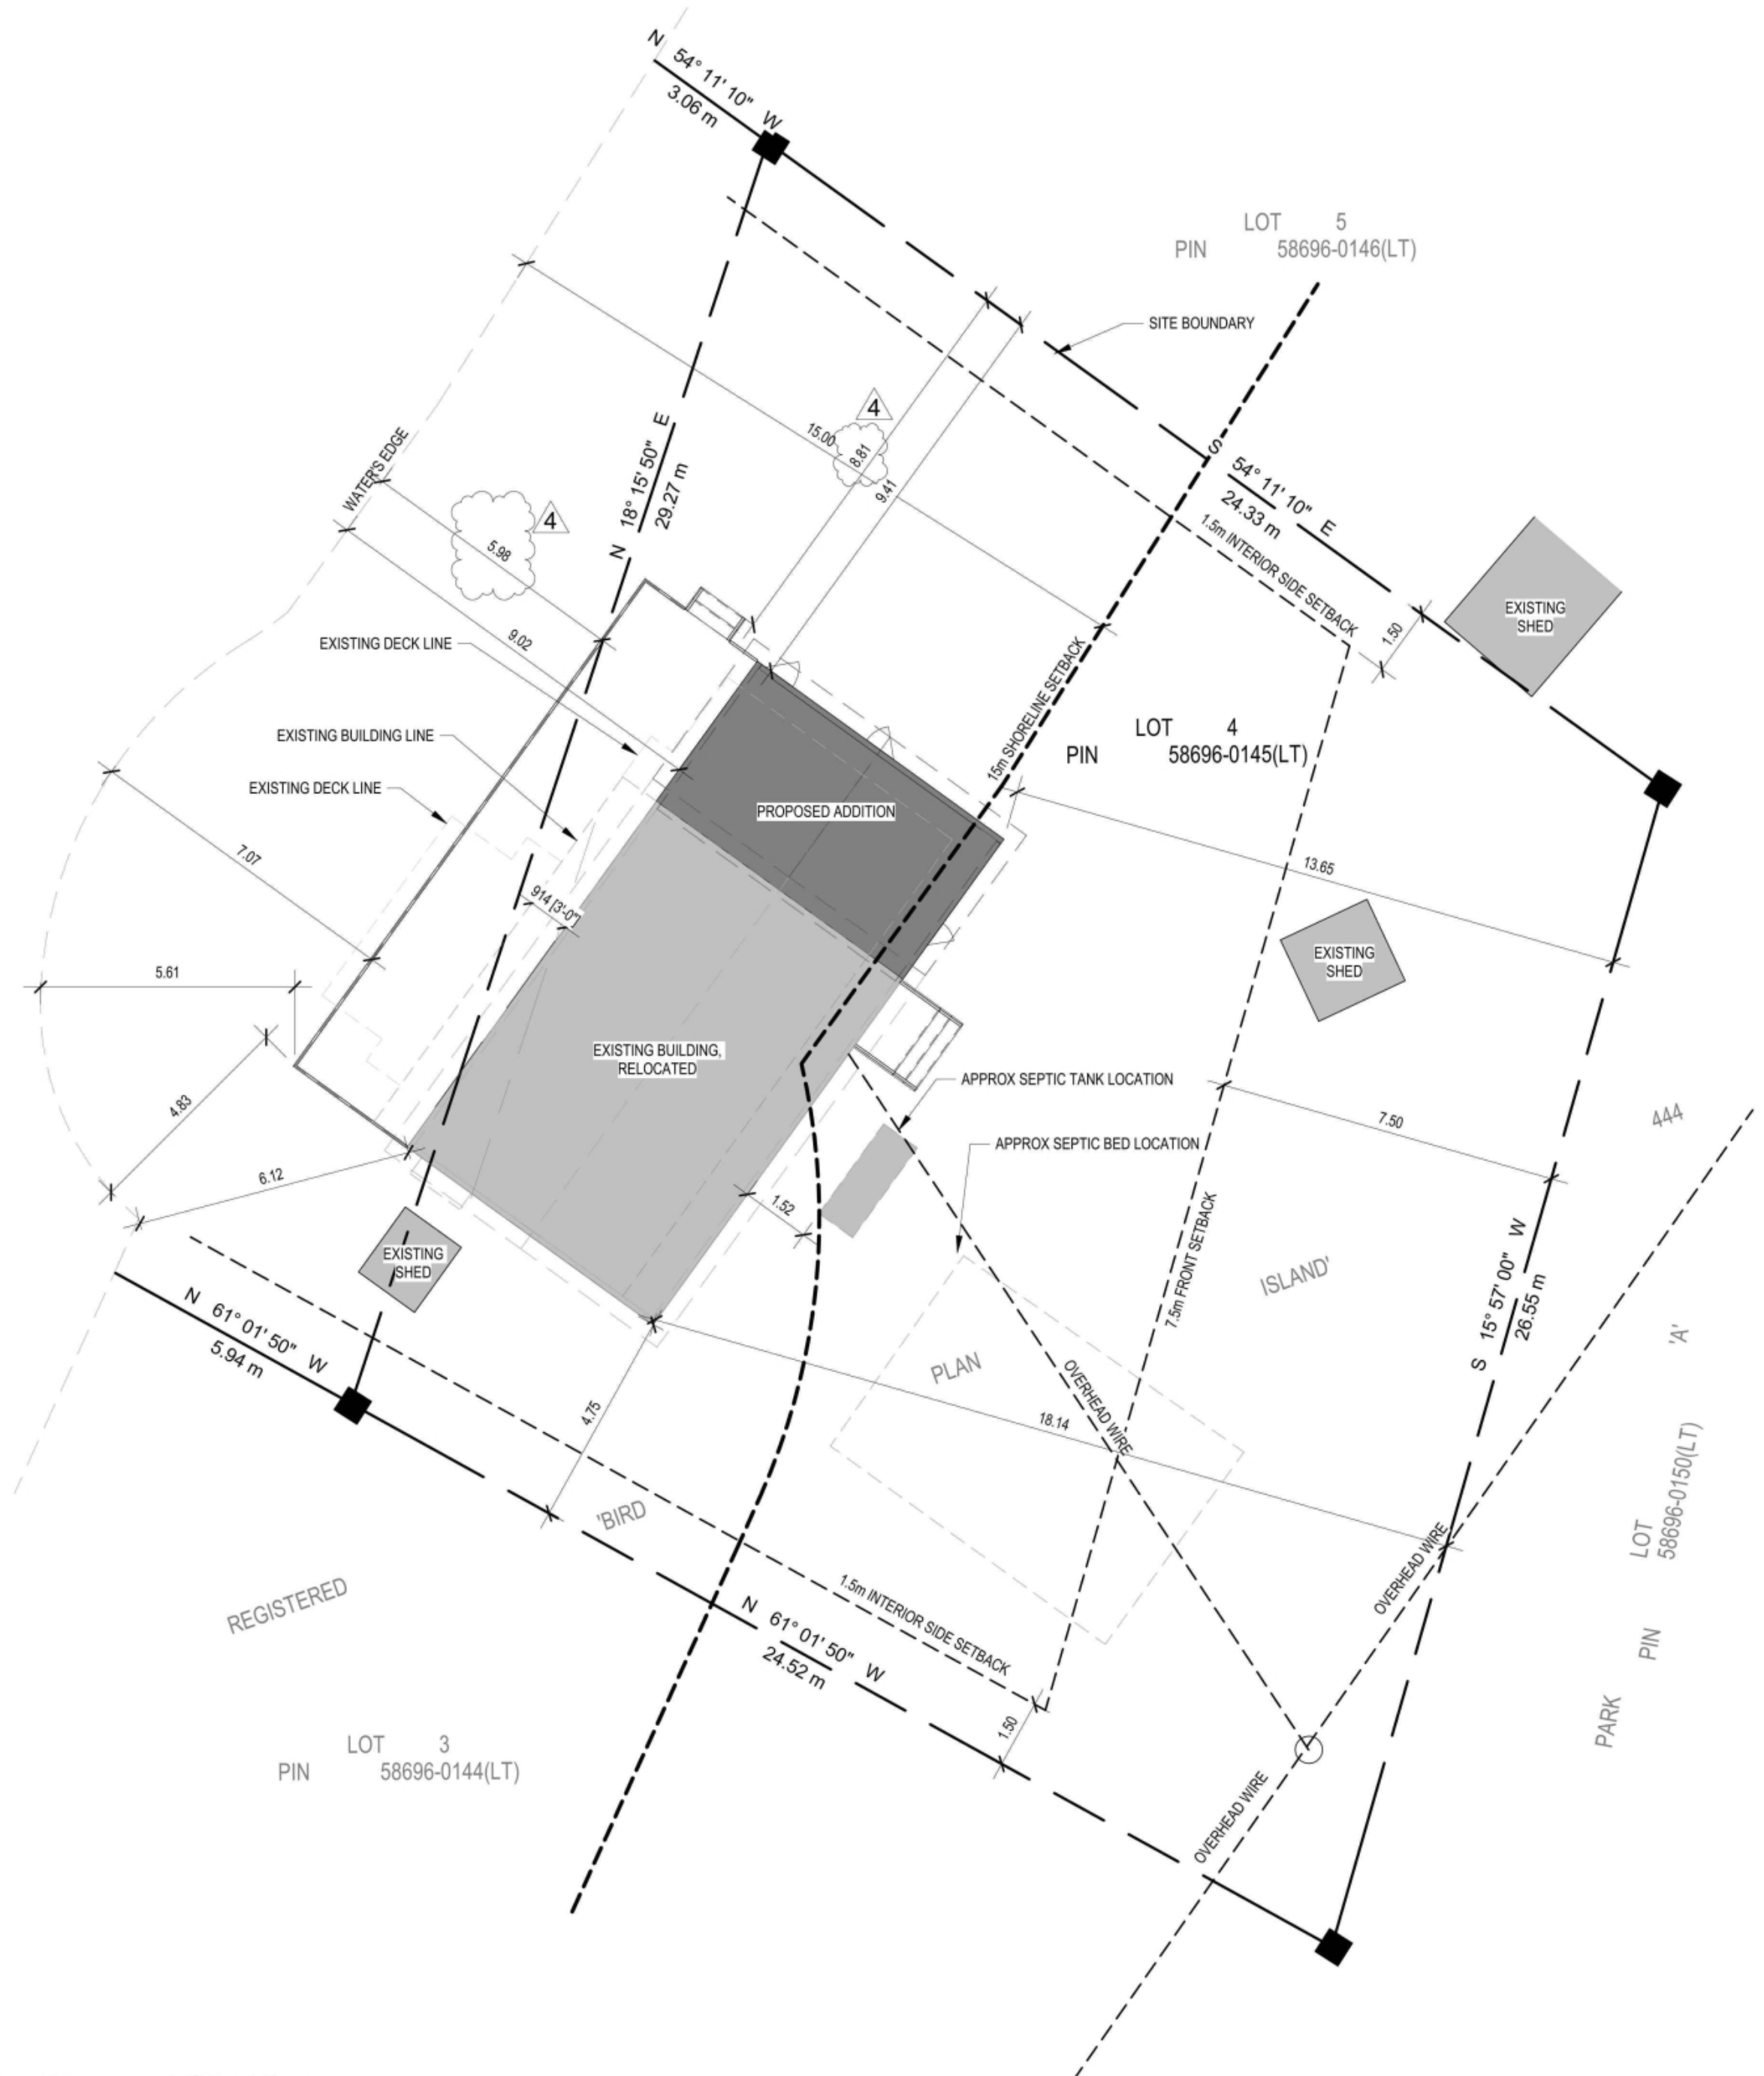 N 54° 11' 10" W
3.06 m
LOT 5
PIN 58696-0146(LT)
SITE BOUNDARY
4
15.00
8.81
9.41
WATER'S EDGE
N 18° 15' 50" E
29.27 m
S 54° 11' 10" E
24.33 m
1.5m INTERIOR SIDE SETBACK
4
5.98
9.02
EXISTING
SHED
1.50
EXISTING DECK LINE
15m SHORELINE SETBACK
LOT 4
PIN 58696-0145(LT)
EXISTING BUILDING LINE
EXISTING DECK LINE
PROPOSED ADDITION
7.07
914 [3'-0"]
13.65
EXISTING
SHED
5.61
EXISTING BUILDING,
RELOCATED
APPROX SEPTIC TANK LOCATION
4.83
7.50
444
APPROX SEPTIC BED LOCATION
6.12
1.52
7.5m FRONT SETBACK
EXISTING
SHED
ISLAND'
S 15° 57' 00" W
26.55 m
N 61° 01' 50" W
5.94 m
PLAN
OVERHEAD WIRE
'A'
4.75
18.14
'BIRD
REGISTERED
1.5m INTERIOR SIDE SETBACK
N 61° 01' 50" W
24.52 m
OVERHEAD WIRE
PARK LOT
PIN 58696-0150(LT)
1.50
LOT 3
PIN 58696-0144(LT)
OVERHEAD WIRE